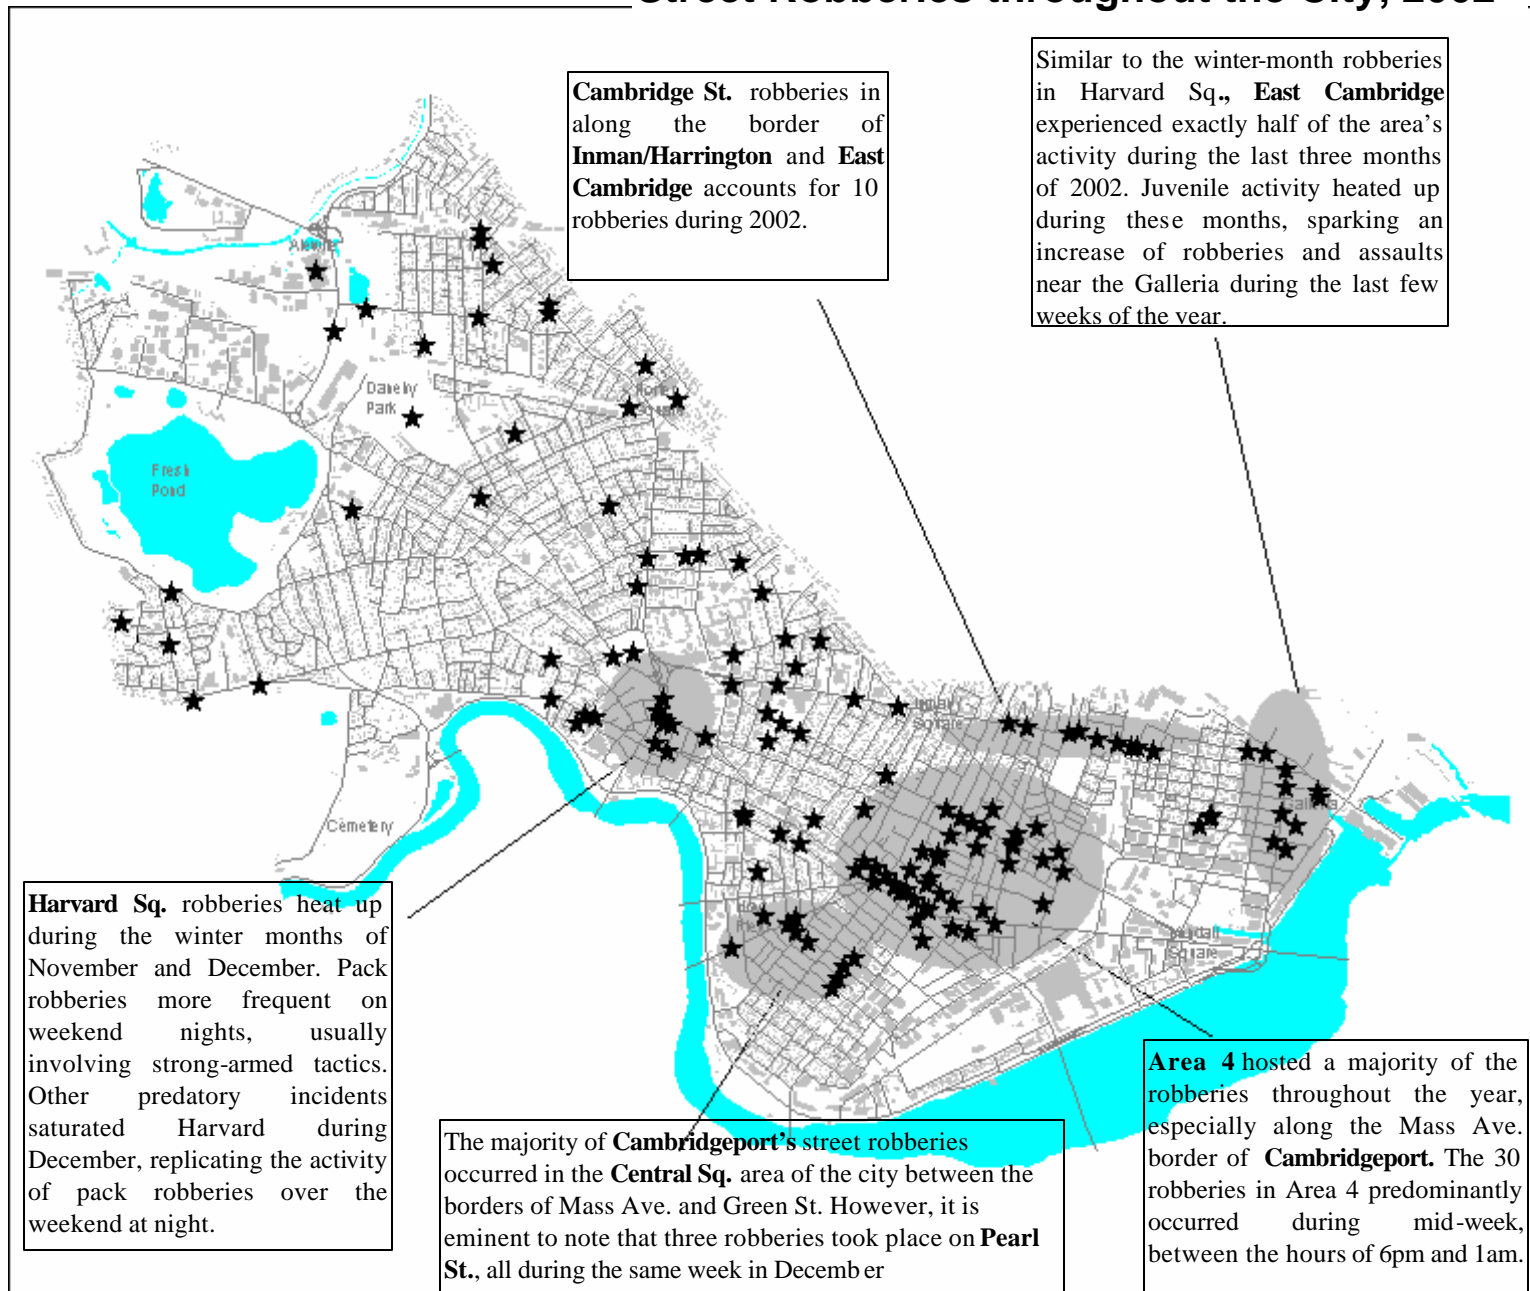 Street Robberies throughout the City, 2002
Cambridge St. robberies in
along the border of
Inman/Harrington and East
Cambridge accounts for 10
robberies during 2002.
Similar to the winter-month robberies
in Harvard Sq., East Cambridge
experienced exactly half of the area's
activity during the last three months
of 2002. Juvenile activity heated up
during these months, sparking an
increase of robberies and assaults
near the Galleria during the last few
weeks of the year.
Danehy
Park
Fresh
Pond
Square
Galleria
Cemetery
Kendall
Square
Harvard Sq. robberies heat up
during the winter months of
November and December. Pack
robberies more frequent on
weekend nights, usually
involving strong-armed tactics.
Other predatory incidents
saturated Harvard during
December, replicating the activity
of pack robberies over the
weekend at night.
The majority of Cambridgeport's street robberies
occurred in the Central Sq. area of the city between the
borders of Mass Ave. and Green St. However, it is
eminent to note that three robberies took place on Pearl
St., all during the same week in December
Area 4 hosted a majority of the
robberies throughout the year,
especially along the Mass Ave.
border of Cambridgeport. The 30
robberies in Area 4 predominantly
occurred during mid-week,
between the hours of 6pm and 1am.